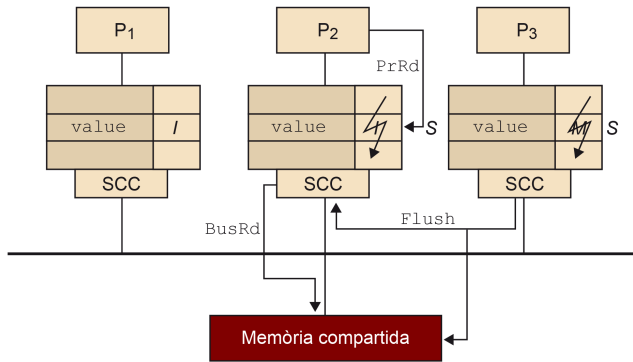 P1 P2 P3
PrRd
value I value I S value M S
SCC SCC SCC
BusRd Flush
Memòria compartida